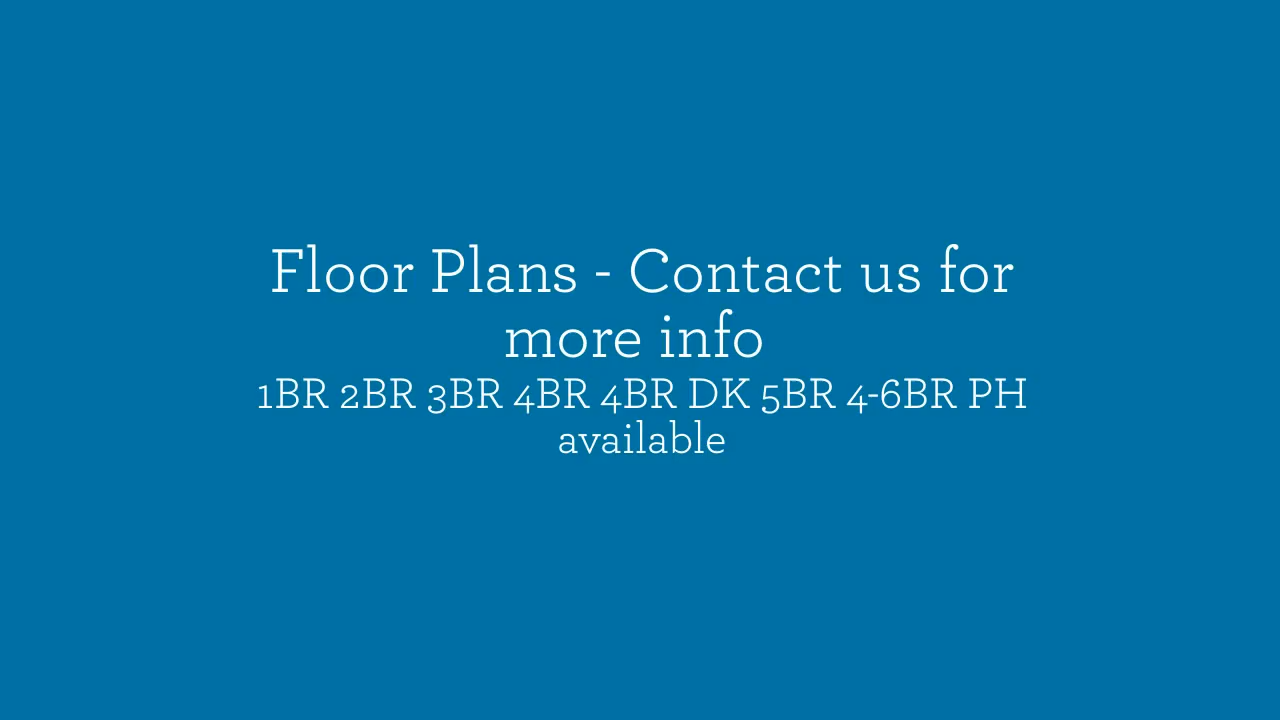 Floor Plans - Contact us for
more info
1BR 2BR 3BR 4BR 4BR DK 5BR 4-6BR PH
available